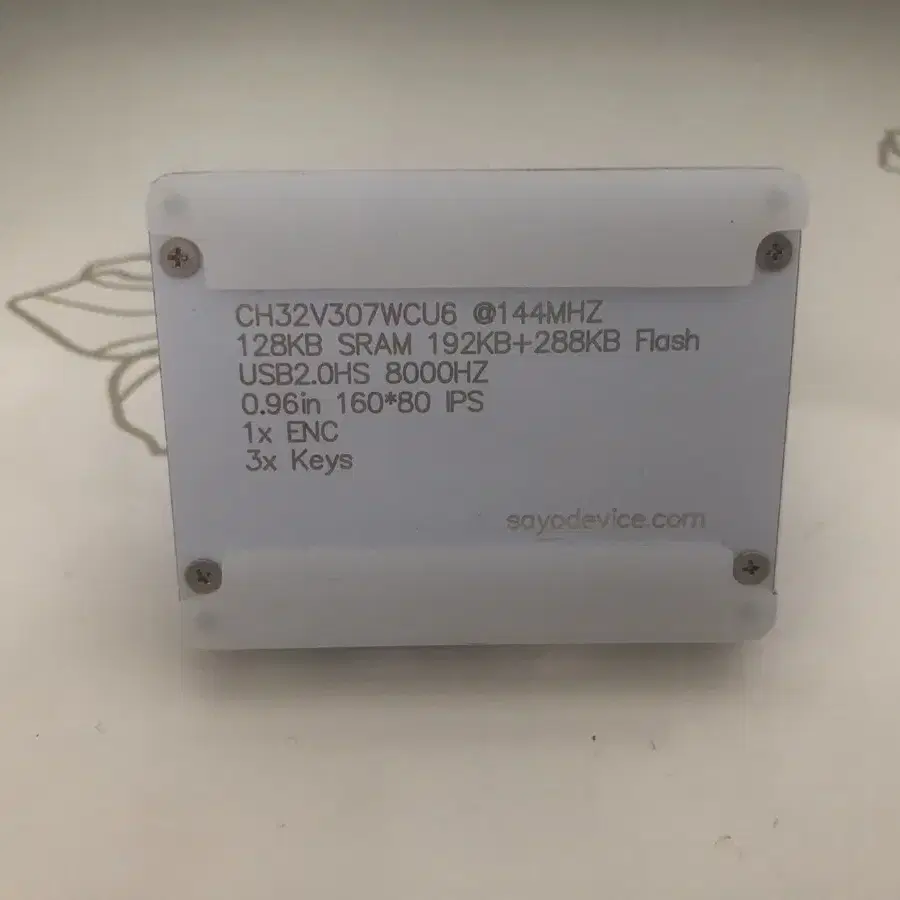 CH32V307WCU6 @144MHZ
128KB SRAM 192KB+288KB Flash
USB2.0HS 8000HZ
0.96in 160*80 IPS
1x ENC
3x Keys
sayodevice.com